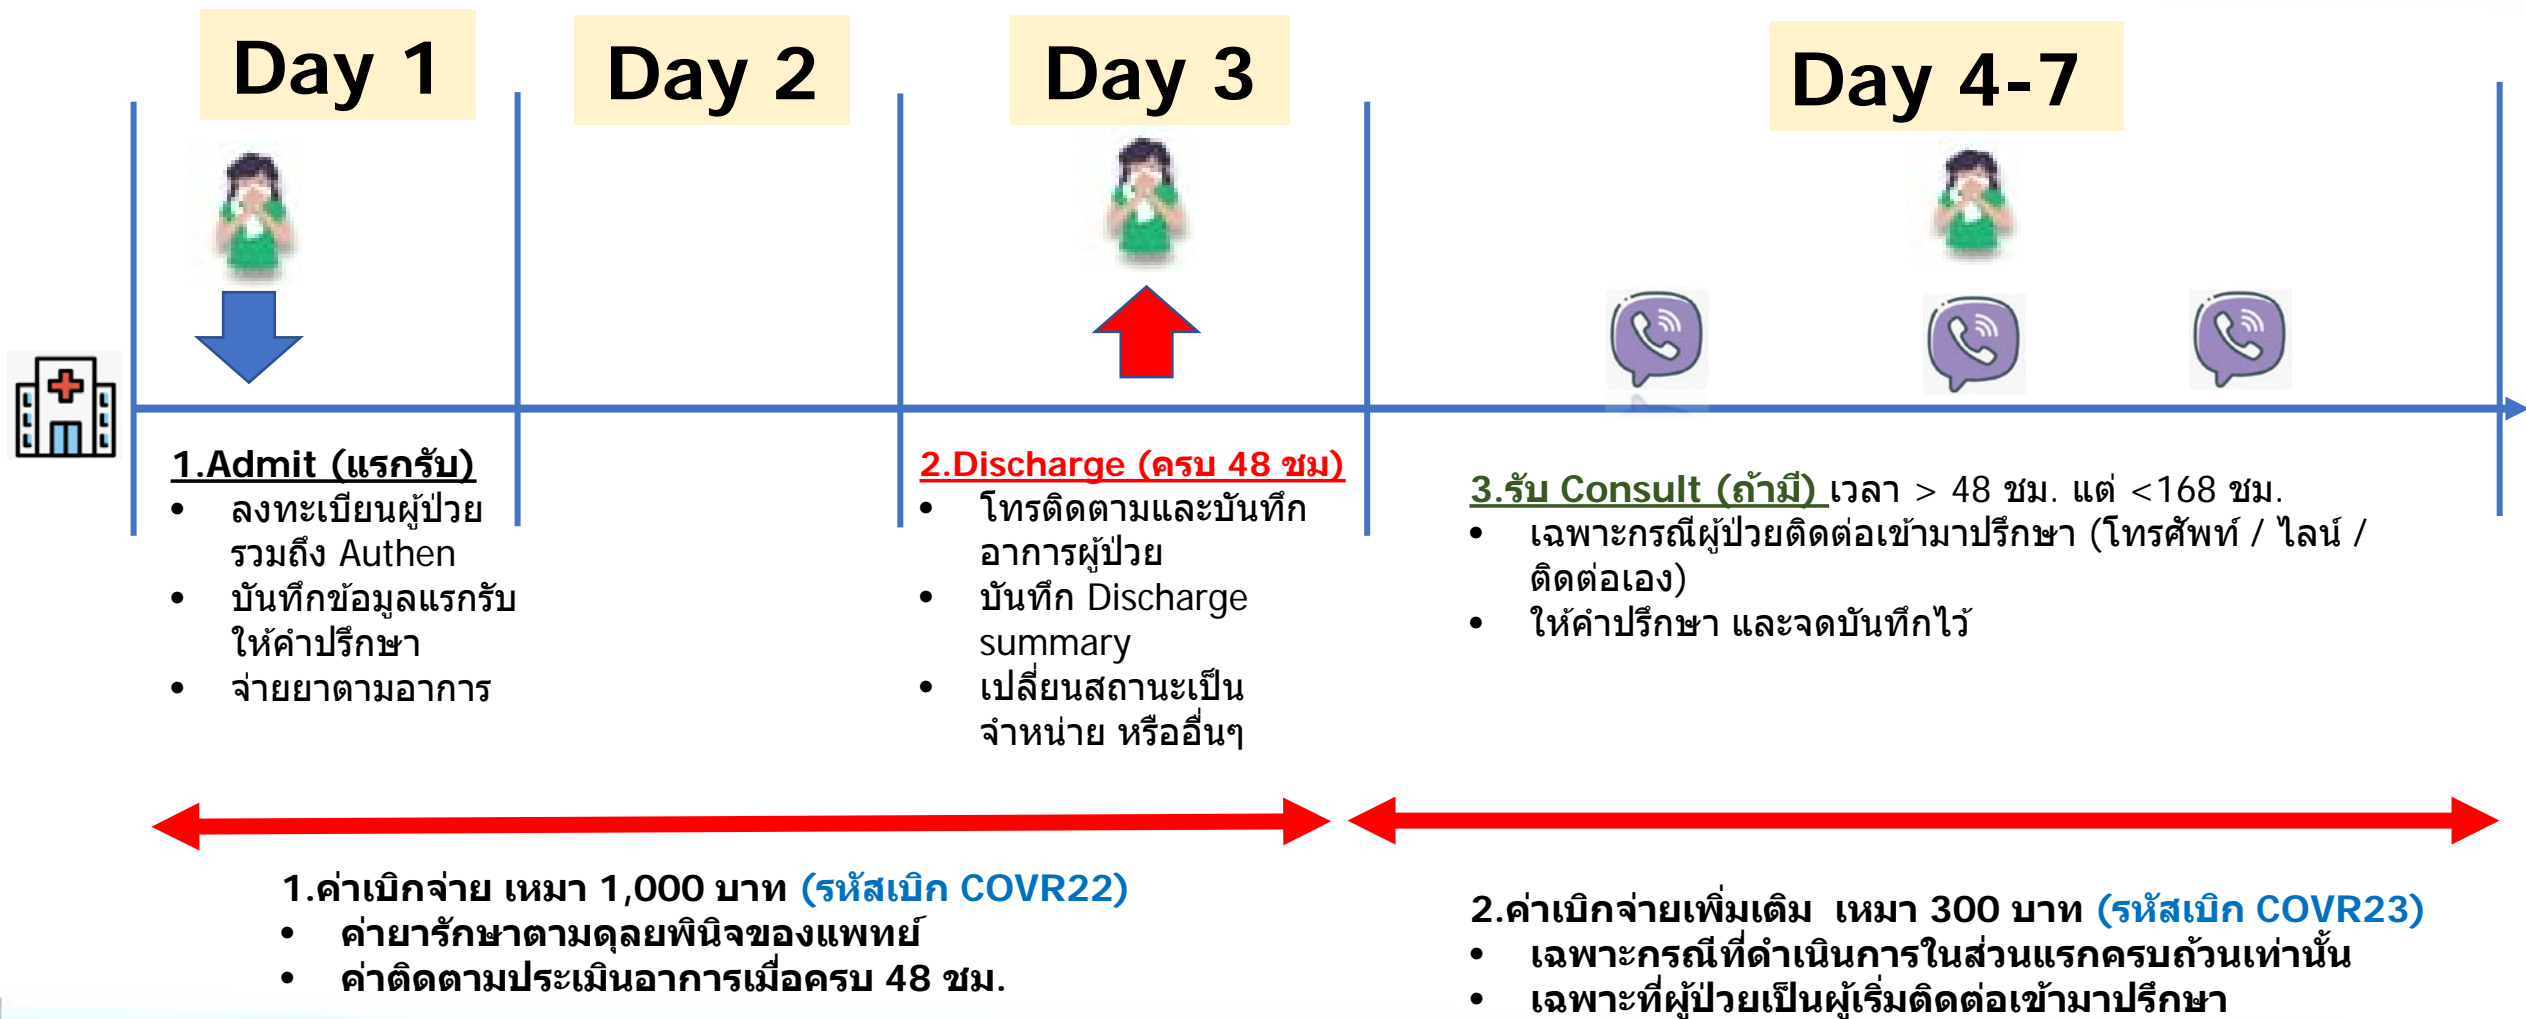 Day 1
Day 2
Day 3
Day 4-7
1.Admit (แรกรับ)
• ลงทะเบียนผู้ป่วย
รวมถึง Authen
• บันทึกข้อมูลแรกรับ
ให้คำปรึกษา
• จ่ายยาตามอาการ
2.Discharge (ครบ 48 ชม)
• โทรติดตามและบันทึก
อาการผู้ป่วย
• บันทึก Discharge
summary
• เปลี่ยนสถานะเป็น
จำหน่าย หรืออื่นๆ
3.รับ Consult (ถ้ามี) เวลา > 48 ชม. แต่ <168 ชม.
• เฉพาะกรณีผู้ป่วยติดต่อเข้ามาปรึกษา (โทรศัพท์ / ไลน์ /
ติดต่อเอง)
• ให้คำปรึกษา และจดบันทึกไว้
1.ค่าเบิกจ่าย เหมา 1,000 บาท (รหัสเบิก COVR22)
• ค่ายารักษาตามดุลยพินิจของแพทย์
• ค่าติดตามประเมินอาการเมื่อครบ 48 ชม.
2.ค่าเบิกจ่ายเพิ่มเติม เหมา 300 บาท (รหัสเบิก COVR23)
• เฉพาะกรณีที่ดำเนินการในส่วนแรกครบถ้วนเท่านั้น
• เฉพาะที่ผู้ป่วยเป็นผู้เริ่มติดต่อเข้ามาปรึกษา